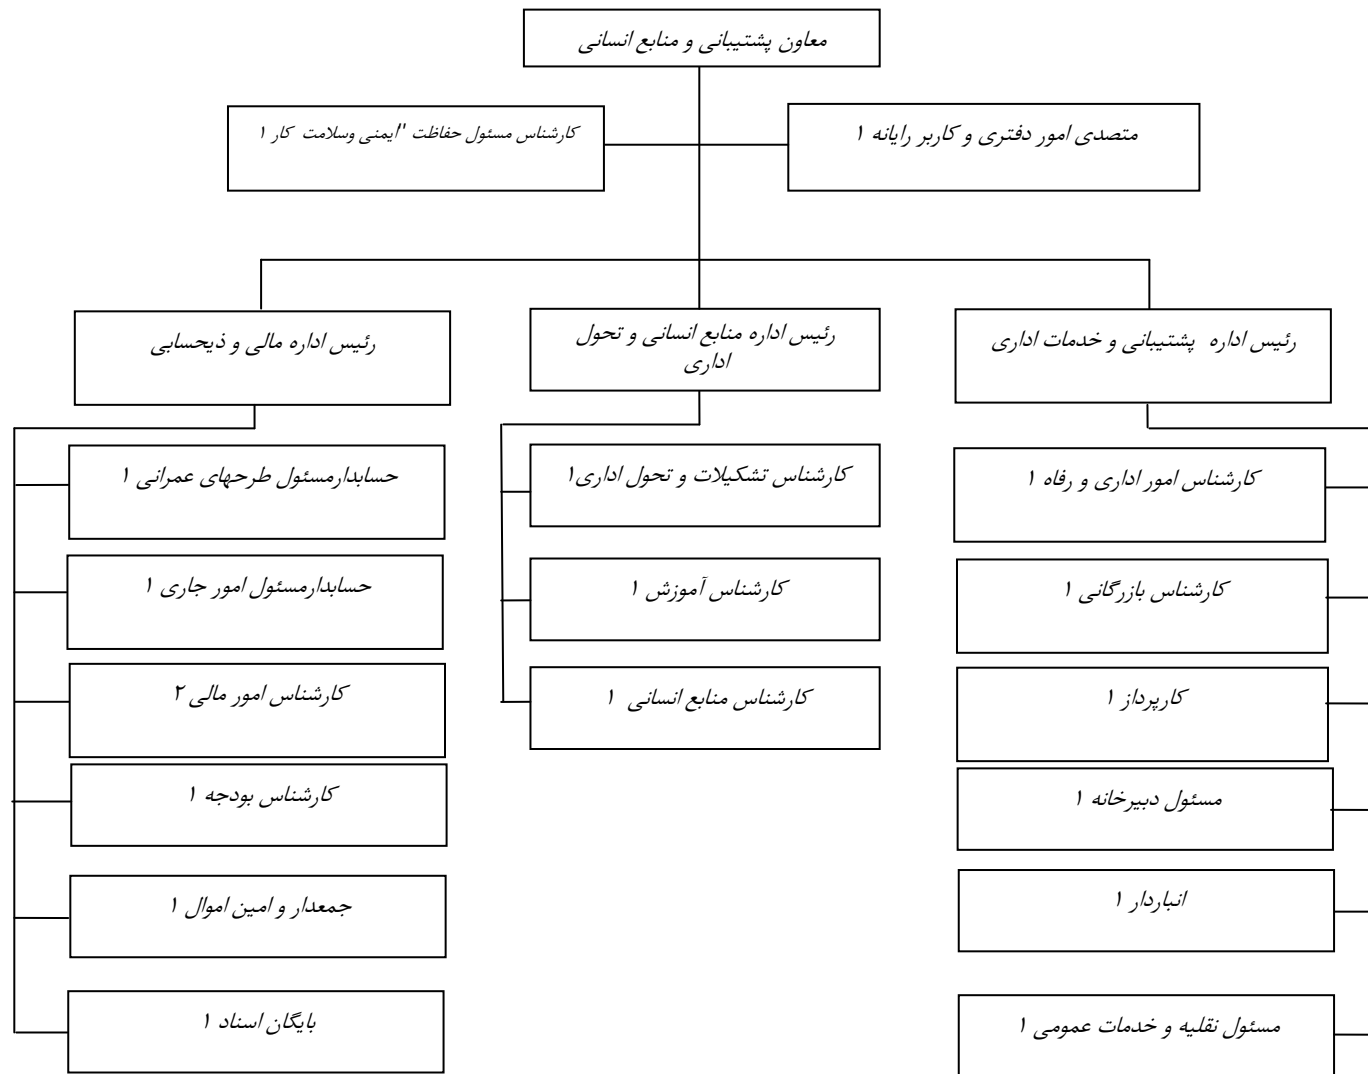 معاون پشتیبانی و منابع انسانی
متصدی امور دفتری و کاربر رایانه ۱
کارشناس مسئول حفاظت "ایمنی وسلامت کار ۱
رئیس اداره پشتیبانی و خدمات اداری
رئیس اداره منابع انسانی و تحول
اداری
رئیس اداره مالی و ذیحسابی
کارشناس امور اداری و رفاه ۱
کارشناس بازرگانی ۱
کارپرداز ۱
مسئول دبیرخانه ۱
انباردار ۱
مسئول نقلیه و خدمات عمومی ۱
کارشناس تشکیلات و تحول اداری۱
کارشناس آموزش ۱
کارشناس منابع انسانی ۱
حسابدارمسئول طرحهای عمرانی ۱
حسابدارمسئول امور جاری ۱
کارشناس امور مالی ۲
کارشناس بودجه ۱
جمعدار و امین اموال ۱
بایگان اسناد ۱